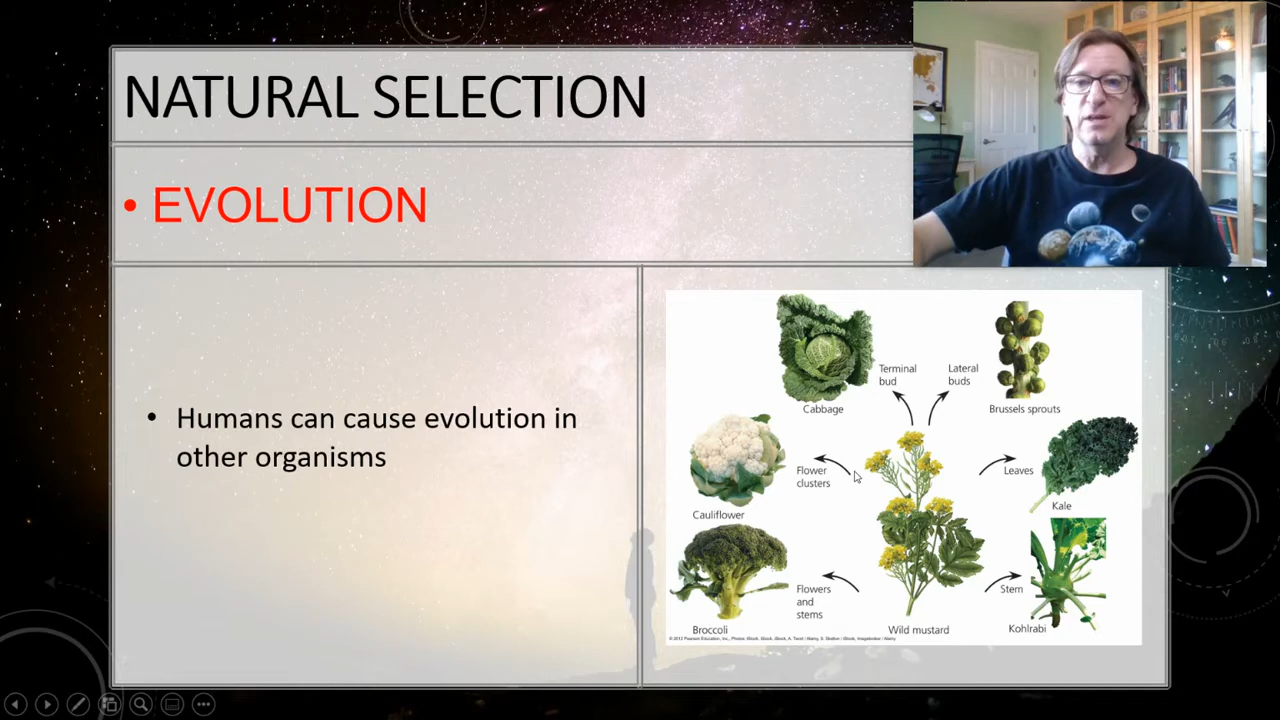 NATURAL SELECTION
• EVOLUTION
• Humans can cause evolution in
other organisms
Terminal
bud
Lateral
buds
Cabbage
Brussels sprouts
Flower
clusters
Leaves
Cauliflower
Kale
Flowers
and
stems
Stem
Broccoli
Wild mustard
Kohlrabi